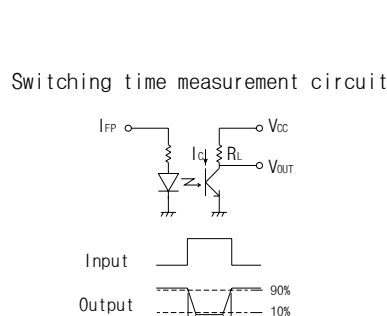 Switching time measurement circuit
IFP
VCC
IC
RL
VOUT
Input
Output
90%
10%